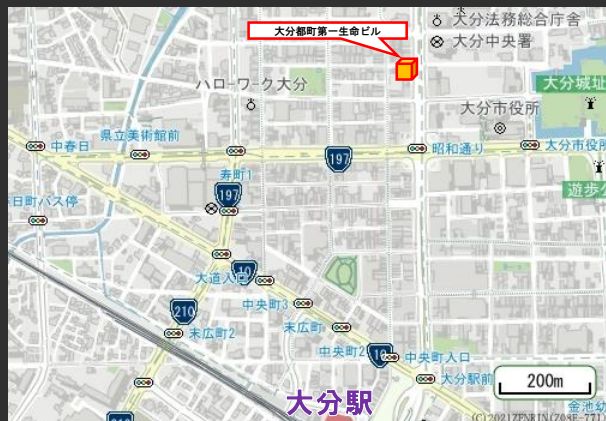 大分法務総合庁舎
大分都町第一生命ビル
大分中央署
ハローワーク大分
大分城址
大分市役所
県立美術館前
中春日
昭和通り
大分市役所
197
寿町1
197
日町バス停
遊歩
大道入口
10
210
中央町3
末広町2
末広町
中央町2
10
中央町入口
大分駅前
200m
大分駅
金池幼
(C)2021ZENRIN(Z08E-771)